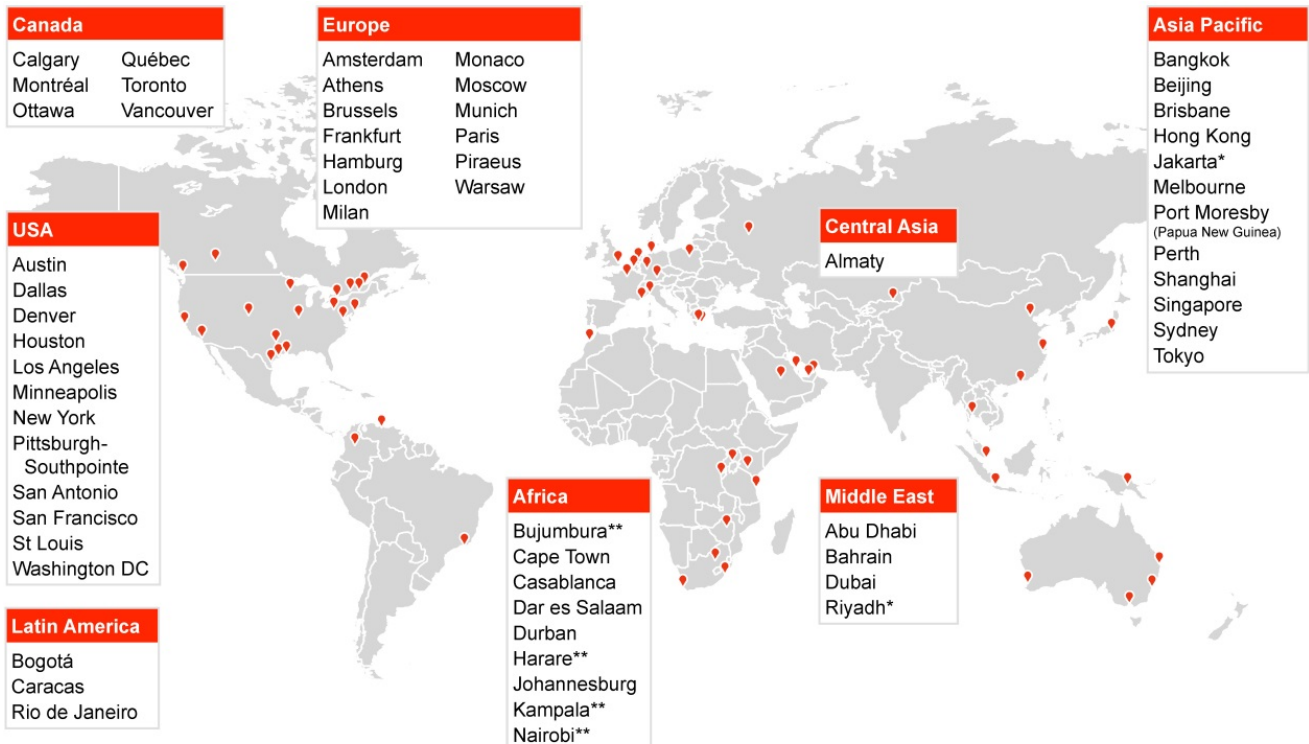 Canada
Calgary
Montréal
Ottawa
Québec
Toronto
Vancouver
Europe
Amsterdam
Athens
Brussels
Frankfurt
Hamburg
London
Milan
Monaco
Moscow
Munich
Paris
Piraeus
Warsaw
Asia Pacific
Bangkok
Beijing
Brisbane
Hong Kong
Jakarta*
Melbourne
Port Moresby
(Papua New Guinea)
Perth
Shanghai
Singapore
Sydney
Tokyo
USA
Austin
Dallas
Denver
Houston
Los Angeles
Minneapolis
New York
Pittsburgh-
Southpointe
San Antonio
San Francisco
St Louis
Washington DC
Central Asia
Almaty
Latin America
Bogotá
Caracas
Rio de Janeiro
Africa
Bujumbura**
Cape Town
Casablanca
Dar es Salaam
Durban
Harare**
Johannesburg
Kampala**
Nairobi**
Middle East
Abu Dhabi
Bahrain
Dubai
Riyadh*